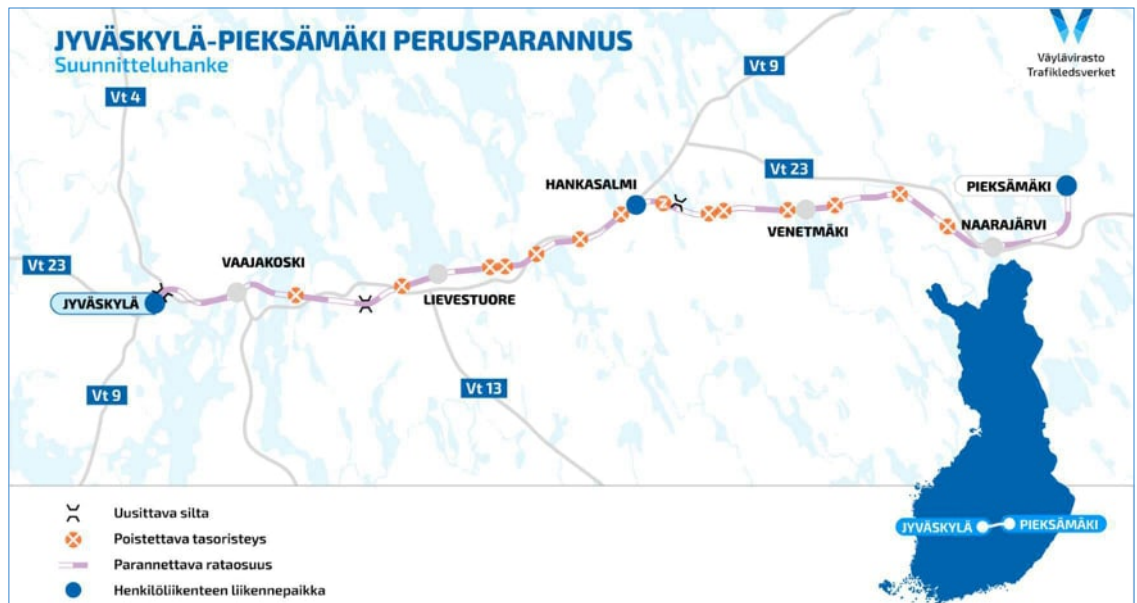 JYVÄSKYLÄ-PIEKSÄMÄKI PERUSPARANNUS
Suunnitteluhanke
Väylävirasto
Trafikledsverket
Vt 4
Vt 9
Vt 23
HANKASALMI
PIEKSÄMÄKI
VENETMÄKI
NAARAJÄRVI
Vt 23
VAAJAKOSKI
JYVÄSKYLÄ
LIEVESTUORE
Vt 9
Vt 13
Uusittava silta
Poistettava tasoristeys
Parannettava rataosuus
Henkilöliikenteen liikennepaikka
JYVÄSKYLÄ
PIEKSÄMÄKI
2